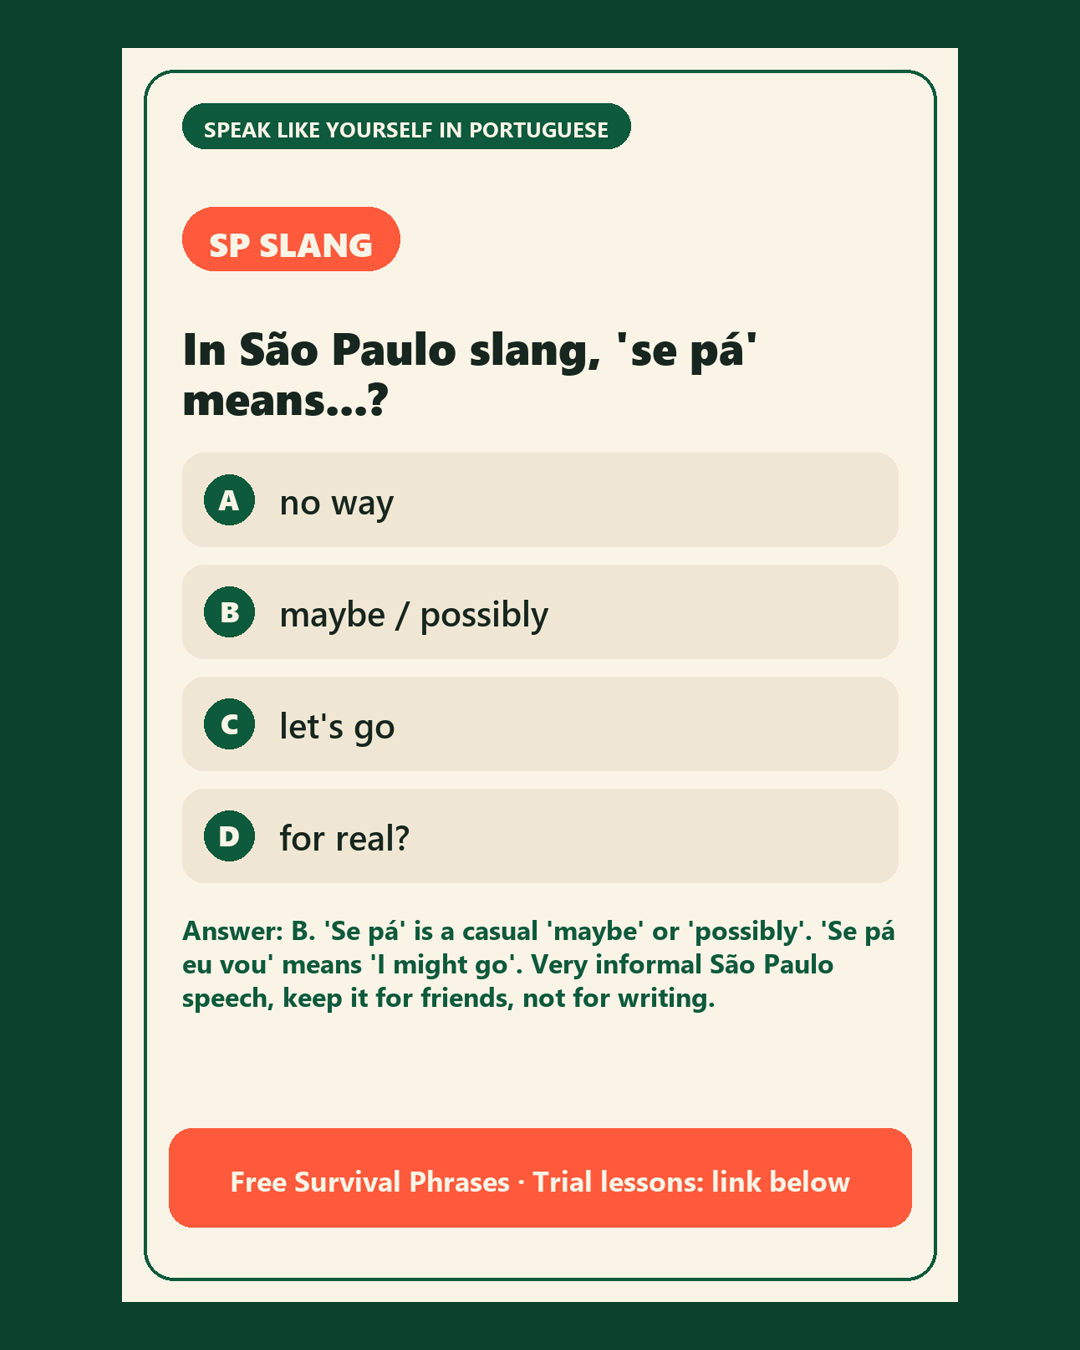 SPEAK LIKE YOURSELF IN PORTUGUESE
SP SLANG
In São Paulo slang, 'se pá'
means...?
A no way
B maybe / possibly
C let's go
D for real?
Answer: B. 'Se pá' is a casual 'maybe' or 'possibly'. 'Se pá
eu vou' means 'I might go'. Very informal São Paulo
speech, keep it for friends, not for writing.
Free Survival Phrases · Trial lessons: link below